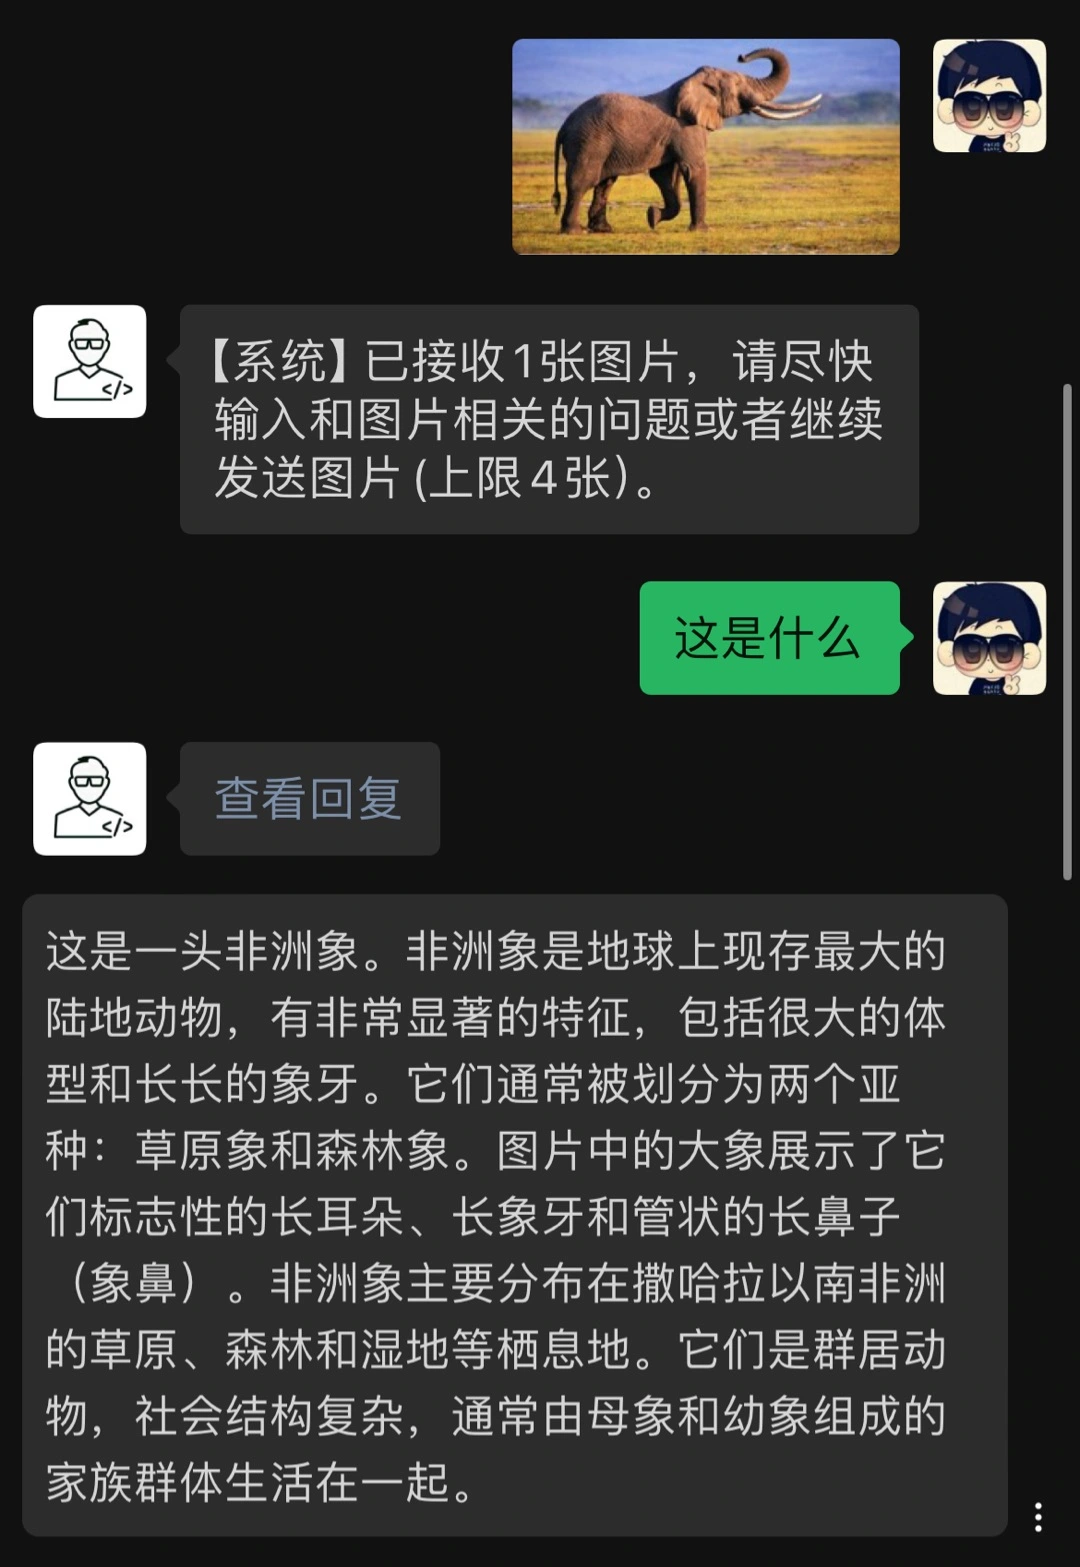 【系统】已接收1张图片，请尽快
输入和图片相关的问题或者继续
发送图片(上限4张)。
这是什么
</>
查看回复
</>
这是一头非洲象。非洲象是地球上现存最大的
陆地动物，有非常显著的特征，包括很大的体
型和长长的象牙。它们通常被划分为两个亚
种：草原象和森林象。图片中的大象展示了它
们标志性的长耳朵、长象牙和管状的长鼻子
（象鼻）。非洲象主要分布在撒哈拉以南非洲
的草原、森林和湿地等栖息地。它们是群居动
物，社会结构复杂，通常由母象和幼象组成的
家族群体生活在一起。